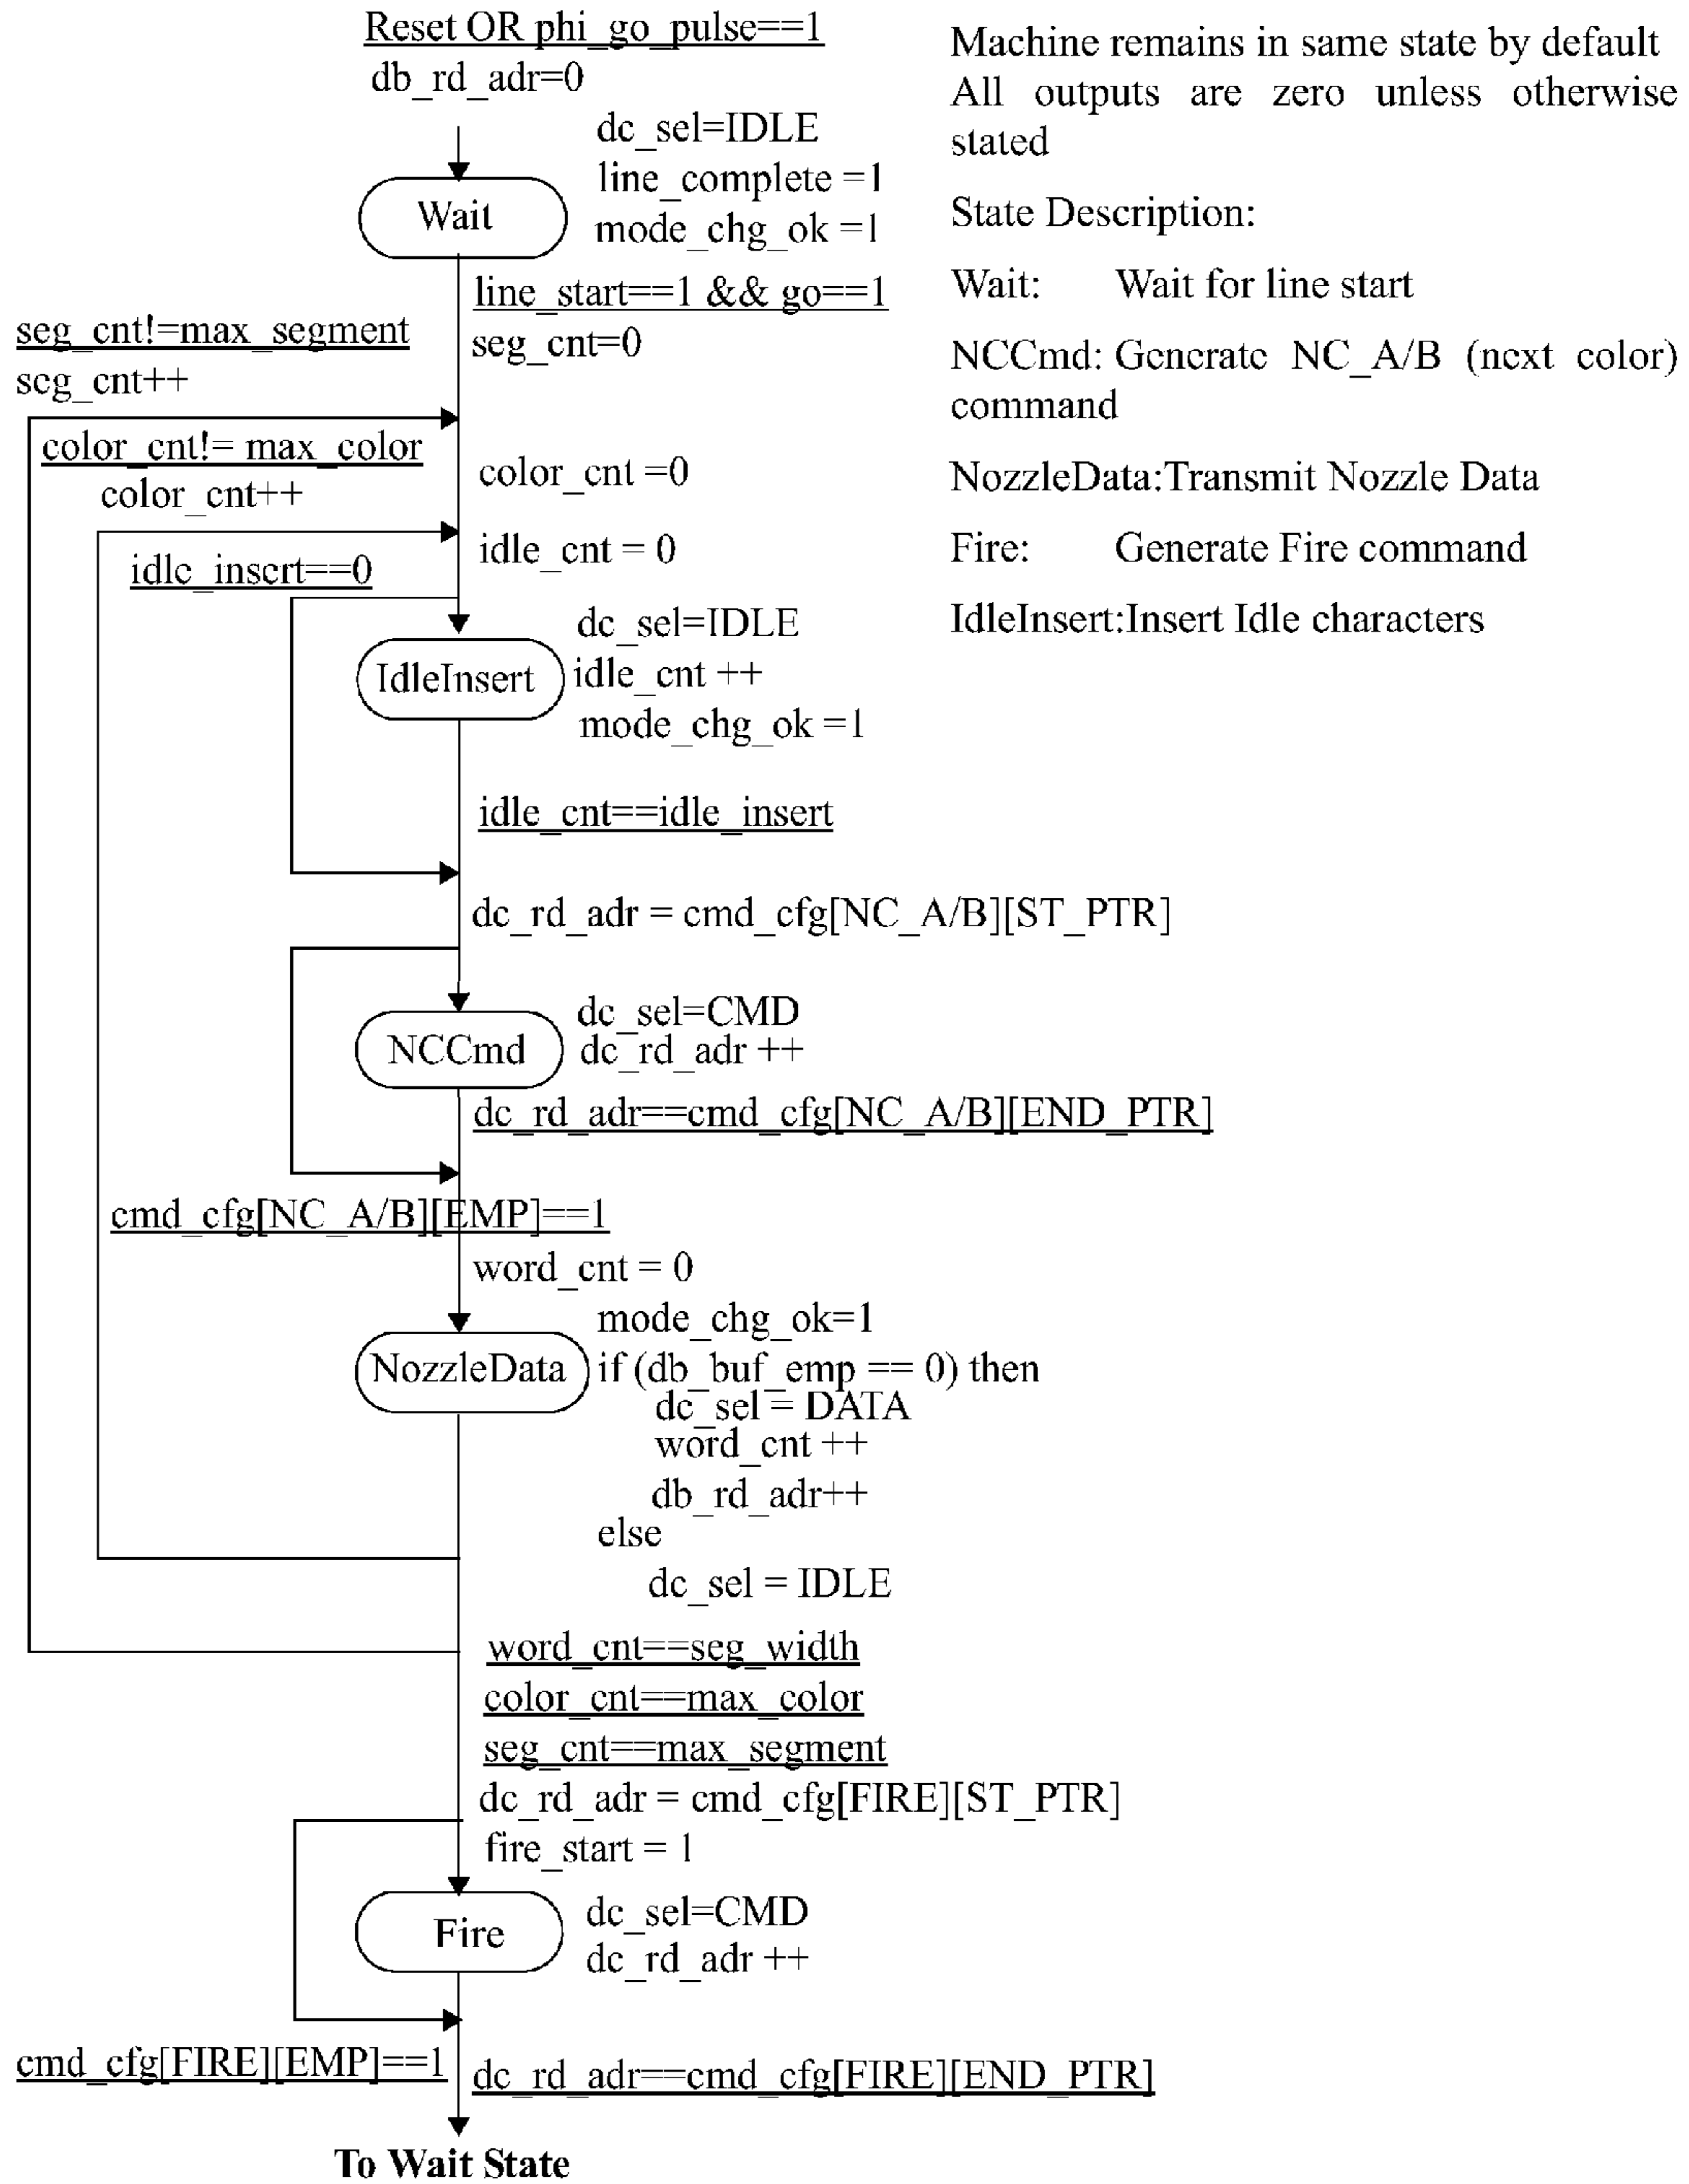 Reset OR phi_go_pulse==1
db_rd_adr=0
dc_sel=IDLE
line_complete =1
mode_chg_ok =1
Wait
line_start==1 && go==1
seg_cnt=0
seg_cnt!=max_segment
seg_cnt++
color_cnt!= max_color
color_cnt++
color_cnt =0
idle_cnt = 0
idle_insert==0
dc_sel=IDLE
idle_cnt ++
mode_chg_ok =1
IdleInsert
idle_cnt==idle_insert
dc_rd_adr = cmd_cfg[NC_A/B][ST_PTR]
dc_sel=CMD
dc_rd_adr ++
NCCmd
dc_rd_adr==cmd_cfg[NC_A/B][END_PTR]
cmd_cfg[NC_A/B][EMP]==1
word_cnt = 0
mode_chg_ok=1
NozzleData
if (db_buf_emp == 0) then
dc_sel = DATA
word_cnt ++
db_rd_adr++
else
dc_sel = IDLE
word_cnt==seg_width
color_cnt==max_color
seg_cnt==max_segment
dc_rd_adr = cmd_cfg[FIRE][ST_PTR]
fire_start = 1
dc_sel=CMD
Fire
dc_rd_adr ++
cmd_cfg[FIRE][EMP]==1
dc_rd_adr==cmd_cfg[FIRE][END_PTR]
To Wait State
Machine remains in same state by default
All outputs are zero unless otherwise
stated
State Description:
Wait: Wait for line start
NCCmd: Generate NC_A/B (next color)
command
NozzleData:Transmit Nozzle Data
Fire: Generate Fire command
IdleInsert:Insert Idle characters